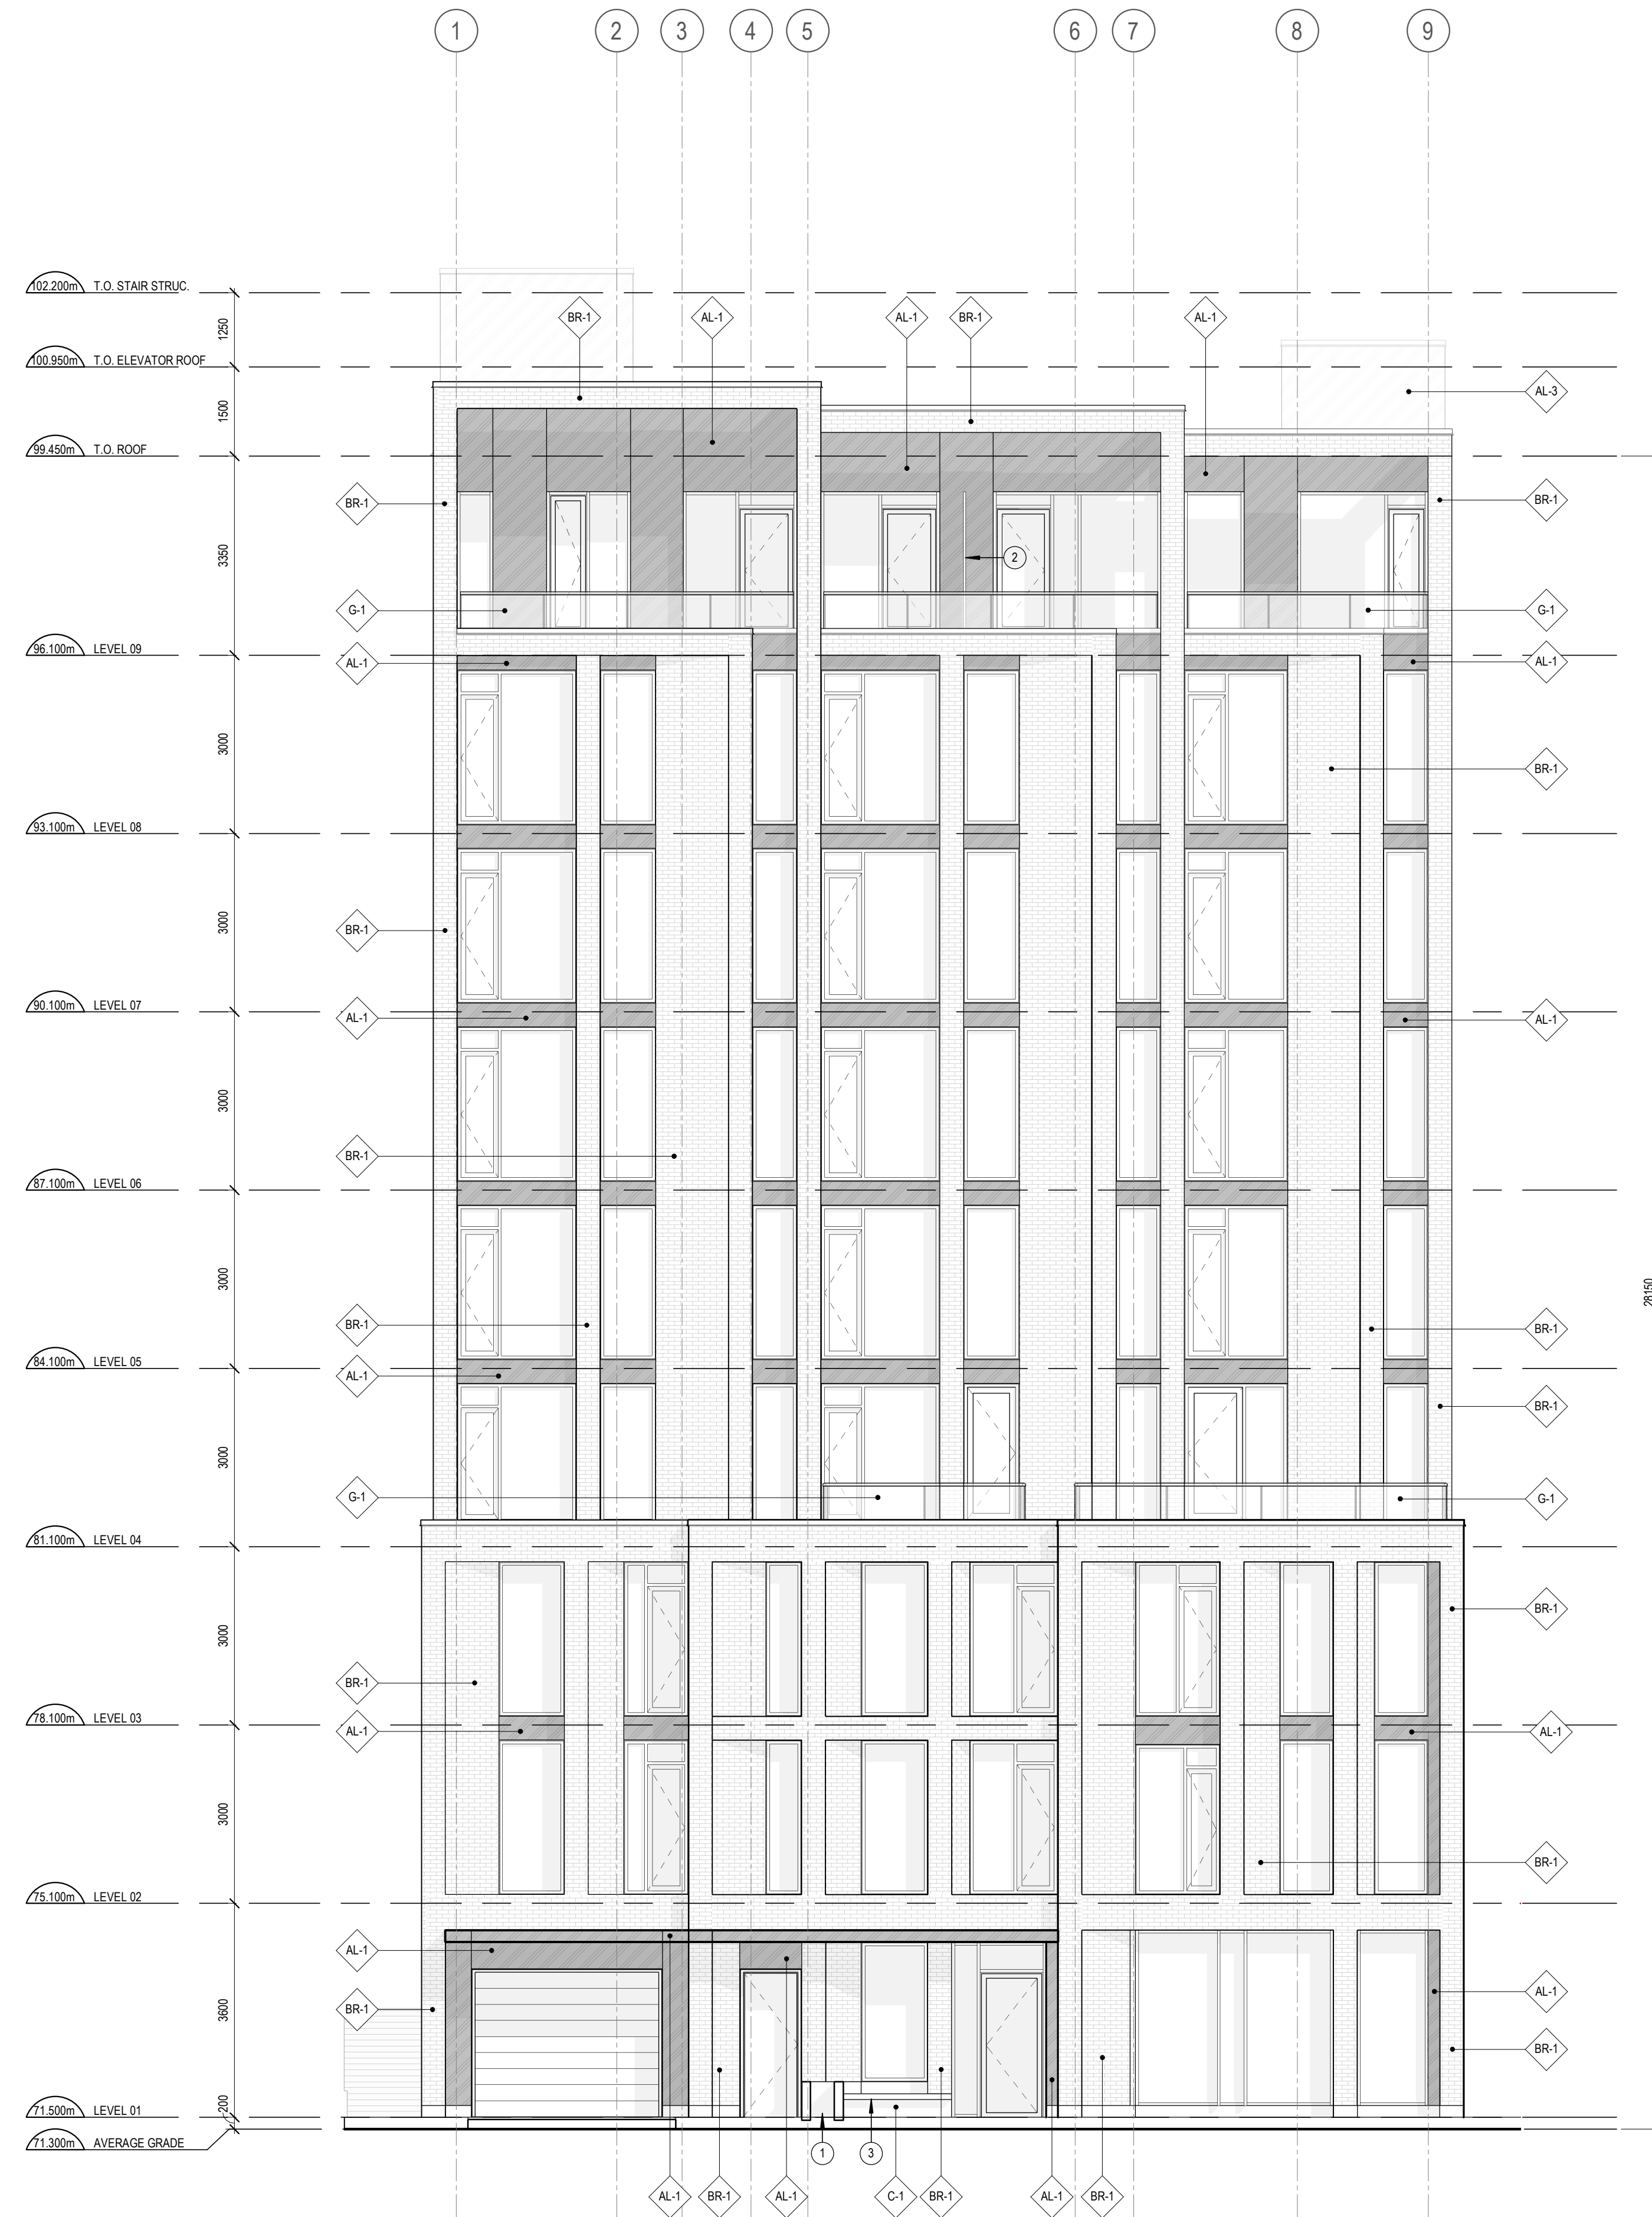 1 2 3 4 5 6 7 8 9
102.200m T.O. STAIR STRUC.
1250
BR-1 AL-1 AL-1 BR-1 AL-1
100.950m T.O. ELEVATOR ROOF
AL-3
1500
99.450m T.O. ROOF
BR-1 BR-1
3350
2
G-1 G-1
96.100m LEVEL 09
AL-1 AL-1
3000
BR-1
93.100m LEVEL 08
3000
BR-1
90.100m LEVEL 07
AL-1 AL-1
3000
BR-1
87.100m LEVEL 06
3000
28150
BR-1 BR-1
84.100m LEVEL 05
AL-1
BR-1
3000
G-1 G-1
81.100m LEVEL 04
BR-1
3000
BR-1
78.100m LEVEL 03
AL-1 AL-1
3000
BR-1
75.100m LEVEL 02
AL-1
AL-1
BR-1
3600
BR-1
200
71.500m LEVEL 01
71.300m AVERAGE GRADE
1 3
AL-1 BR-1 AL-1 C-1 BR-1 AL-1 BR-1